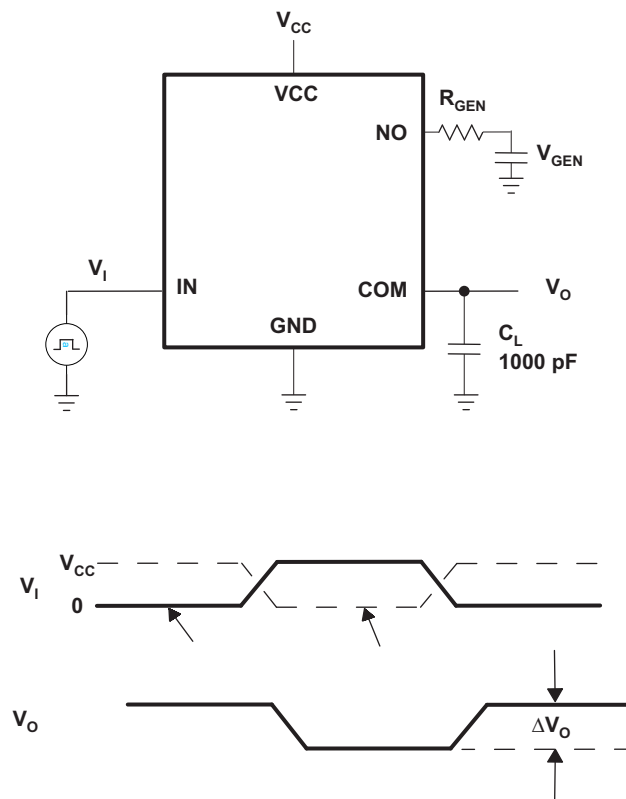 V_CC
VCC
R_GEN
NO
V_GEN
V_I
IN
COM
V_O
GND
C_L
1000 pF
V_CC
V_I
0
V_O
ΔV_O